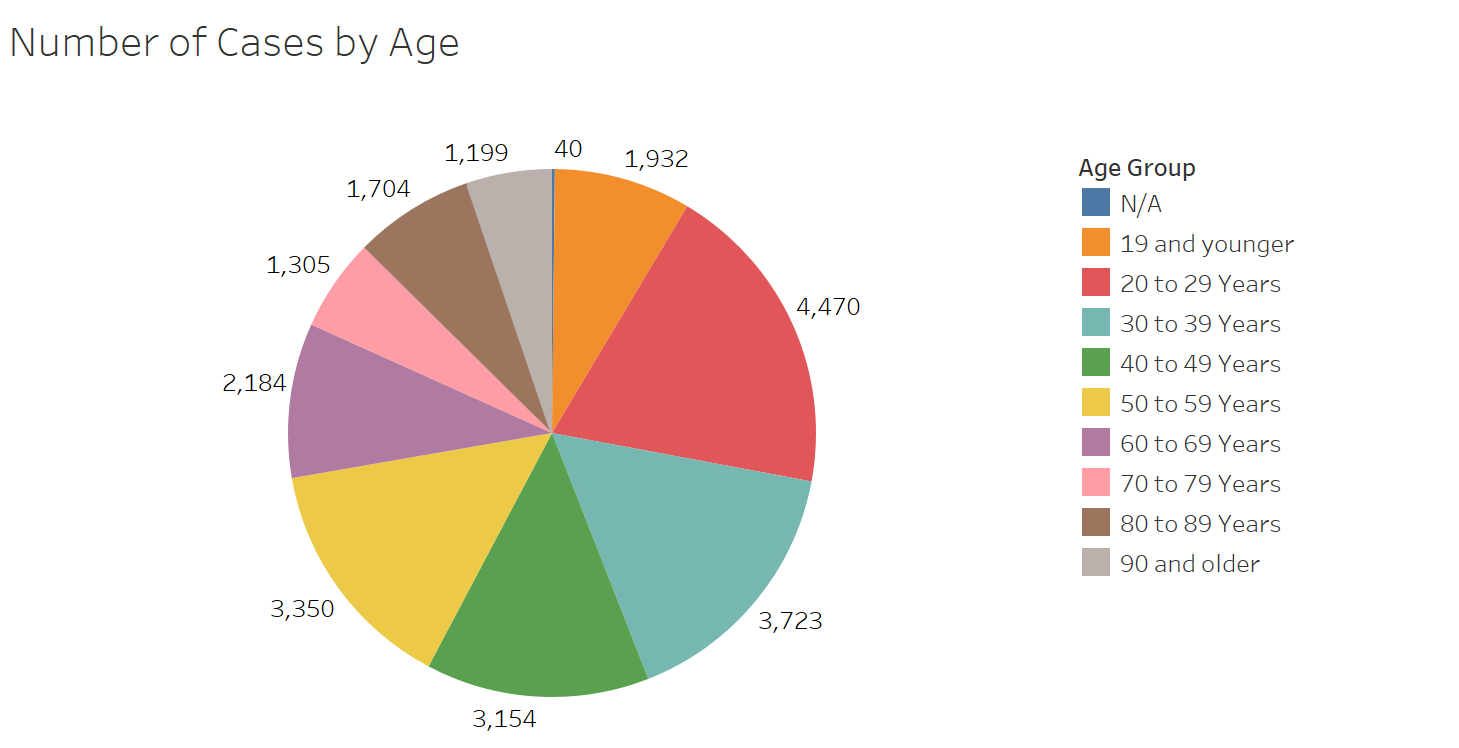 Number of Cases by Age
40
1,932
4,470
3,723
3,154
3,350
2,184
1,305
1,704
1,199
Age Group
N/A
19 and younger
20 to 29 Years
30 to 39 Years
40 to 49 Years
50 to 59 Years
60 to 69 Years
70 to 79 Years
80 to 89 Years
90 and older